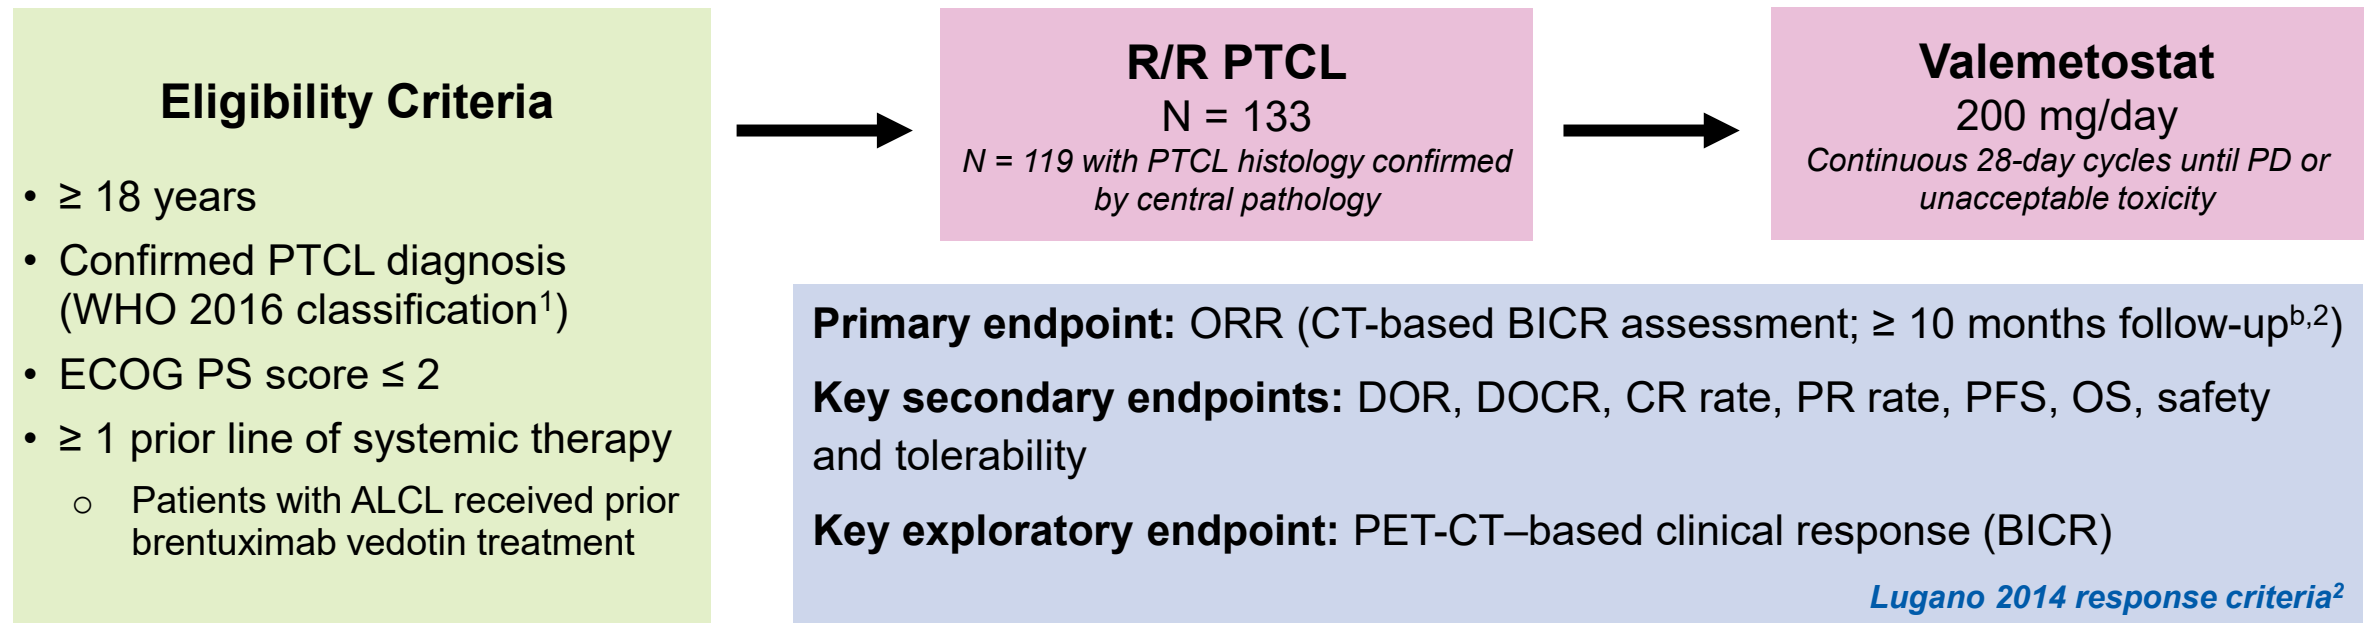 Eligibility Criteria
• ≥ 18 years
• Confirmed PTCL diagnosis
(WHO 2016 classification¹)
• ECOG PS score ≤ 2
• ≥ 1 prior line of systemic therapy
o Patients with ALCL received prior
brentuximab vedotin treatment
R/R PTCL
N = 133
N = 119 with PTCL histology confirmed
by central pathology
Valemetostat
200 mg/day
Continuous 28-day cycles until PD or
unacceptable toxicity
Primary endpoint: ORR (CT-based BICR assessment; ≥ 10 months follow-upᵇ,²)
Key secondary endpoints: DOR, DOCR, CR rate, PR rate, PFS, OS, safety
and tolerability
Key exploratory endpoint: PET-CT–based clinical response (BICR)
Lugano 2014 response criteria²